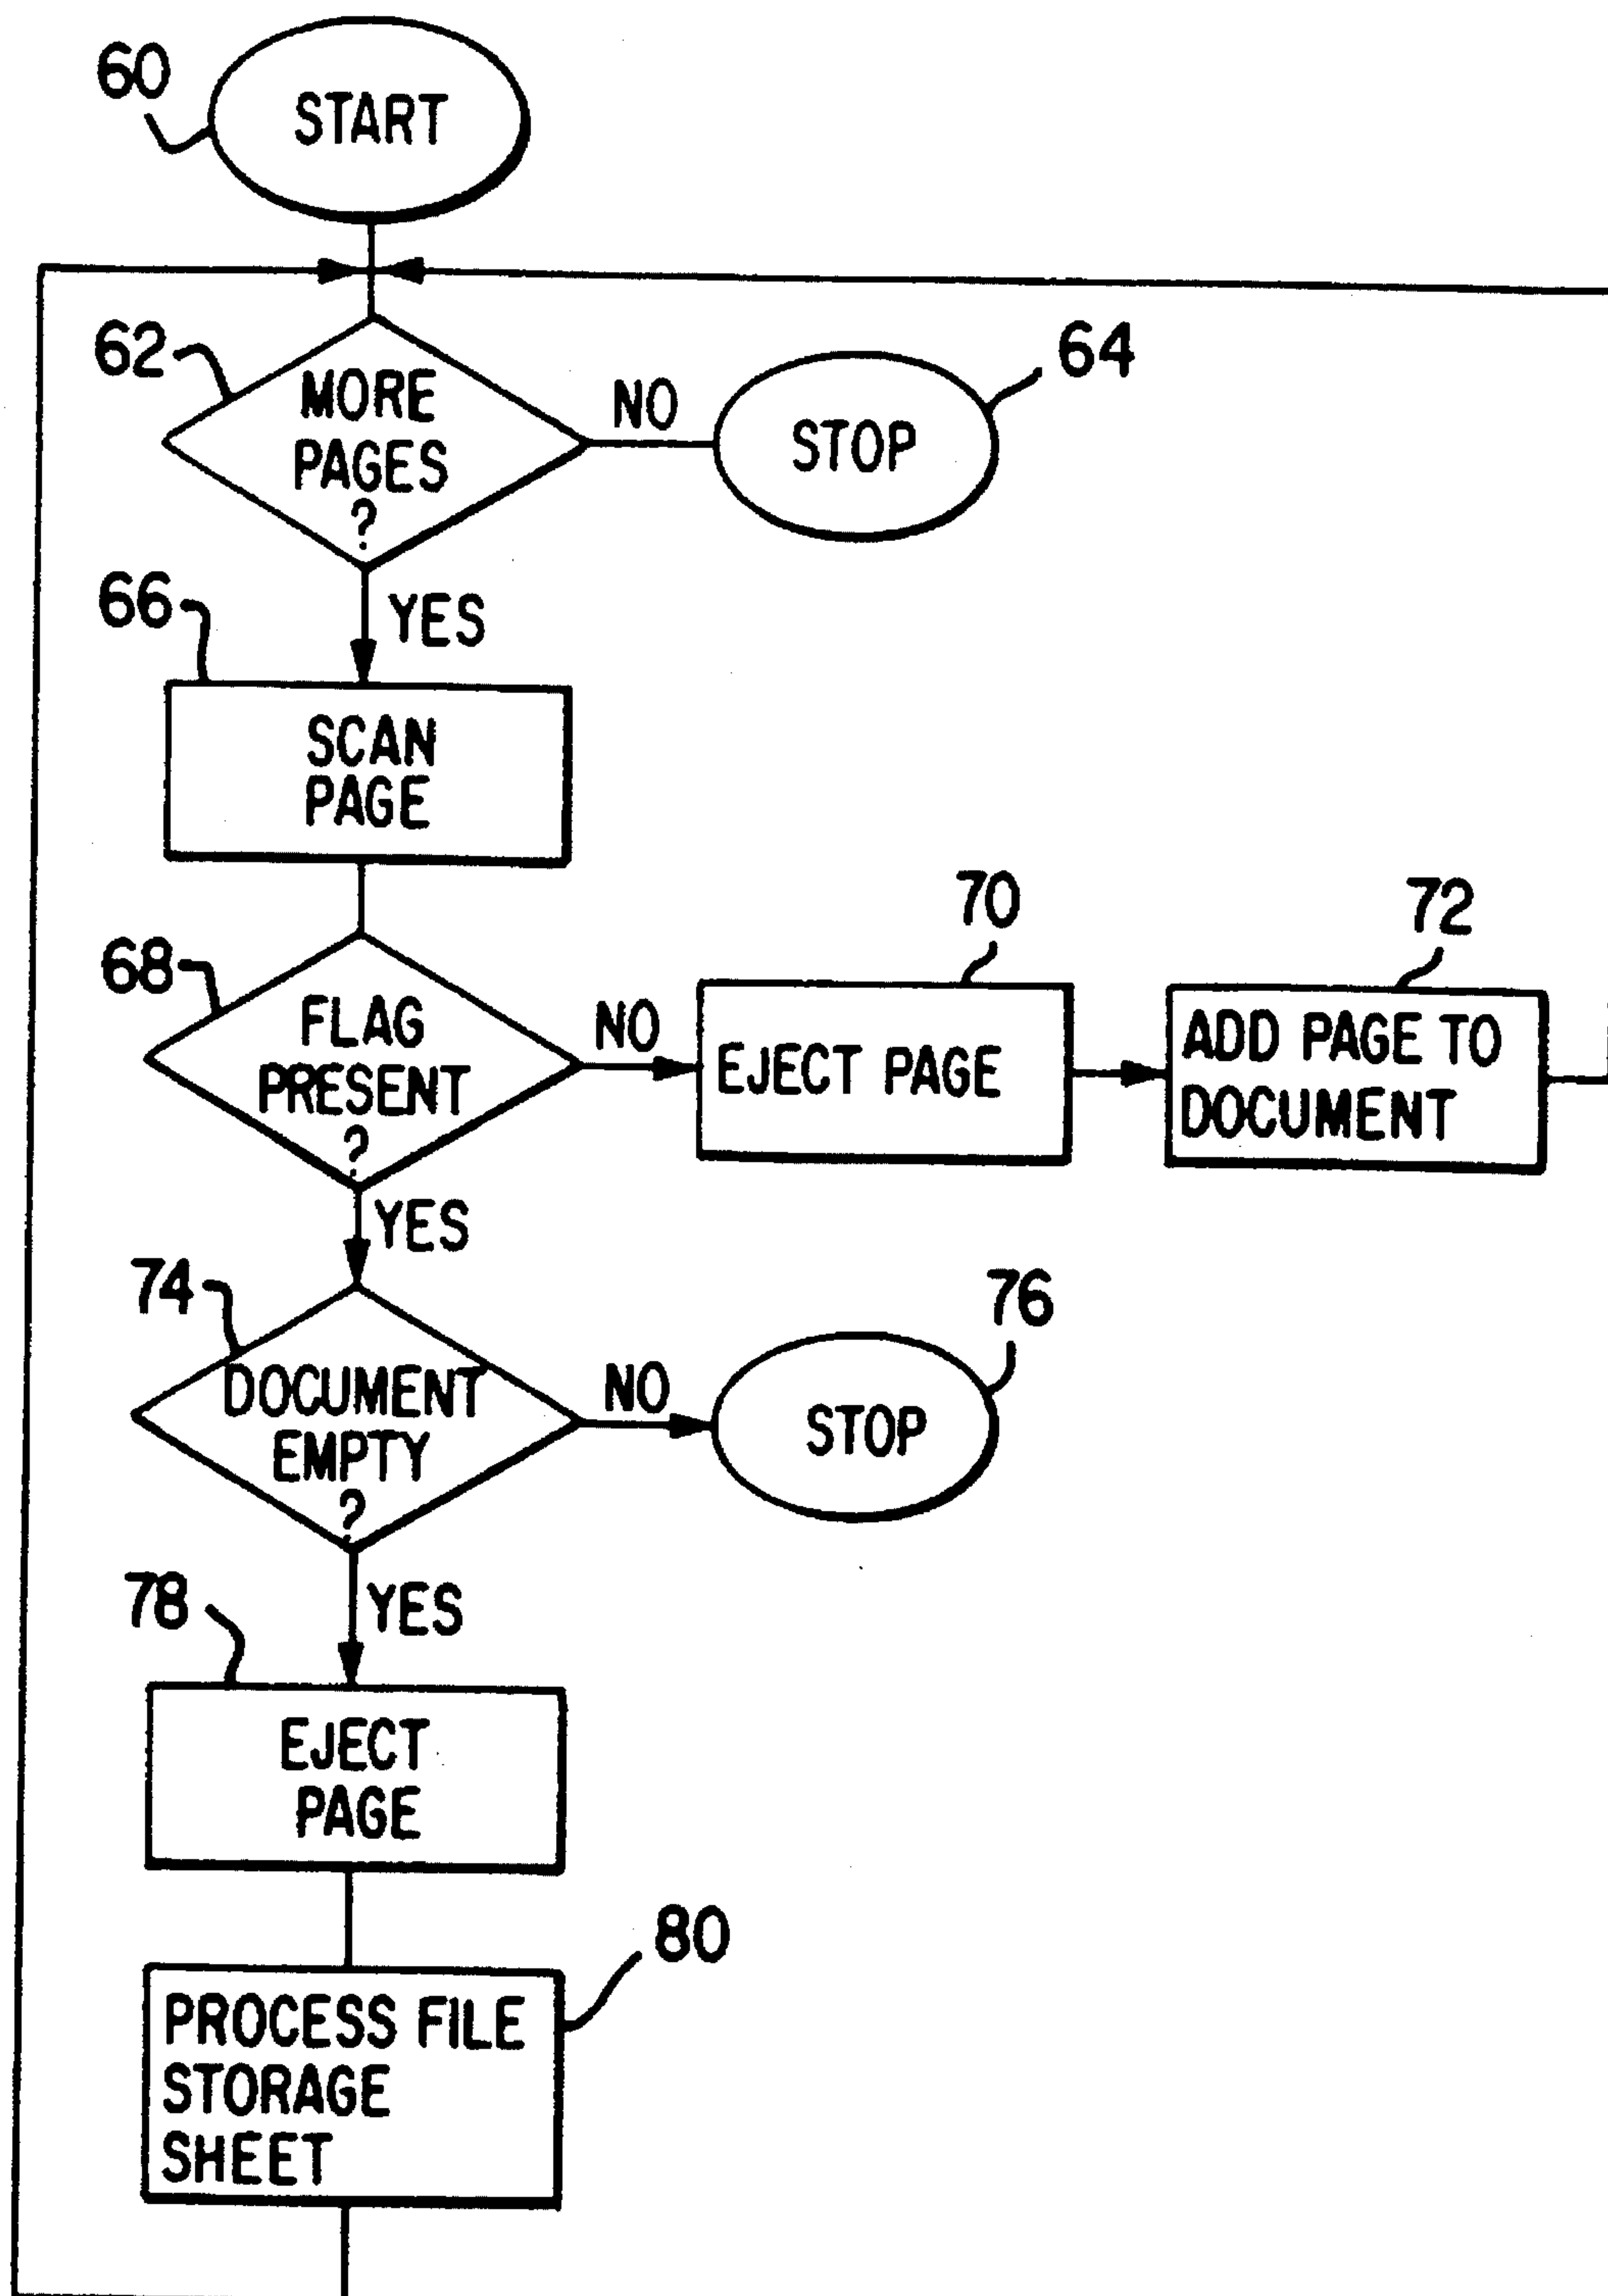 60
START
62
MORE
PAGES
?
NO
STOP
64
YES
66
SCAN
PAGE
68
FLAG
PRESENT
?
NO
70
EJECT PAGE
72
ADD PAGE TO
DOCUMENT
YES
74
DOCUMENT
EMPTY
?
NO
76
STOP
YES
78
EJECT
PAGE
80
PROCESS FILE
STORAGE
SHEET